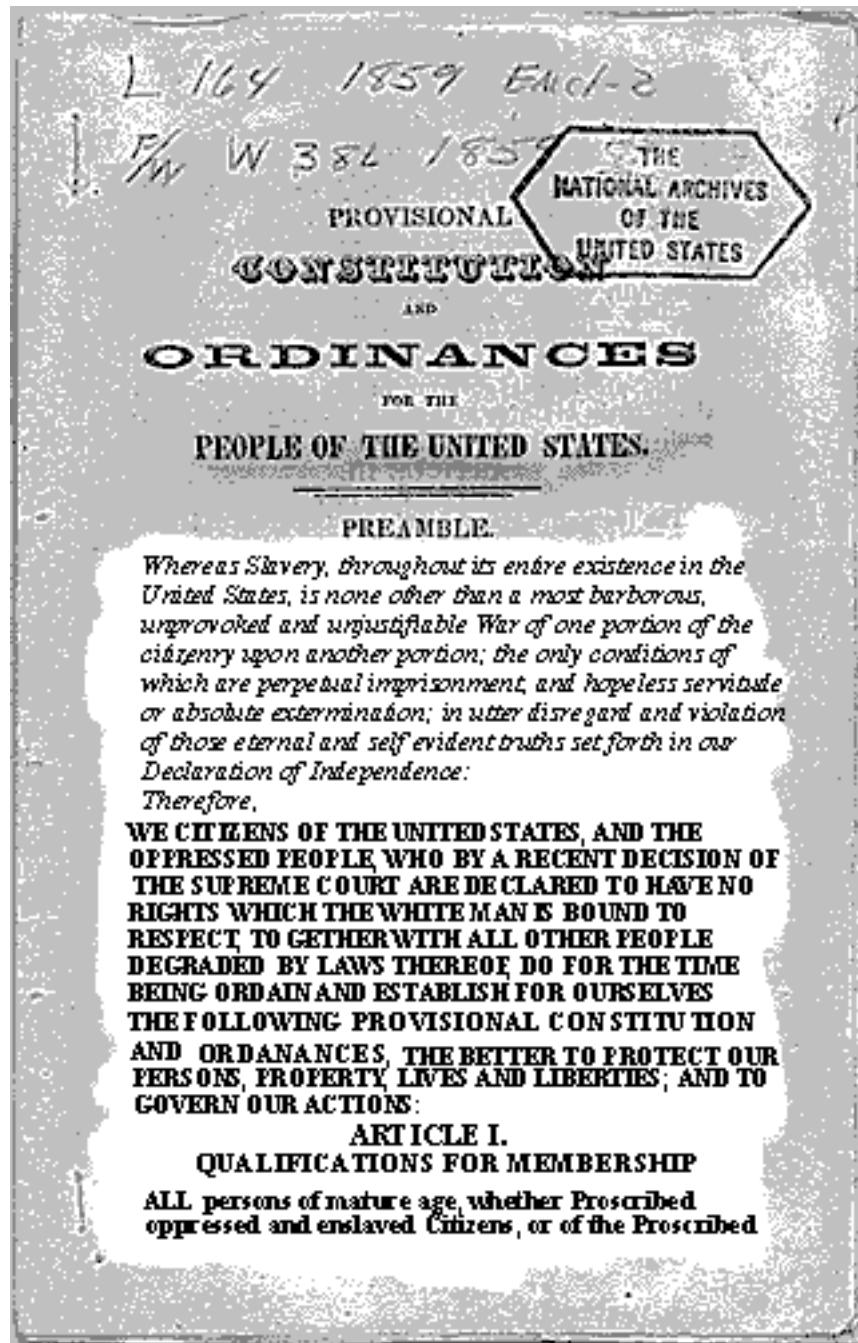 L 164 1859 Encl-2
P/W W 38L 1859
THE
NATIONAL ARCHIVES
OF THE
UNITED STATES
PROVISIONAL
CONSTITUTION
AND
ORDINANCES
FOR THE
PEOPLE OF THE UNITED STATES.
PREAMBLE.
Whereas Slavery, throughout its entire existence in the
United States, is none other than a most barborous,
unprovoked and unjustifiable War of one portion of the
citizenry upon another portion; the only conditions of
which are perpetual imprisonment, and hopeless servitude
or absolute extermination; in utter disregard and violation
of those eternal and self evident truths set forth in our
Declaration of Independence:
Therefore,
WE CITIZENS OF THE UNITED STATES, AND THE
OPPRESSED PEOPLE, WHO BY A RECENT DECISION OF
THE SUPREME COURT ARE DECLARED TO HAVE NO
RIGHTS WHICH THE WHITE MAN IS BOUND TO
RESPECT, TO GETHER WITH ALL OTHER PEOPLE
DEGRADED BY LAWS THEREOF, DO FOR THE TIME
BEING ORDAIN AND ESTABLISH FOR OURSELVES
THE FOLLOWING PROVISIONAL CONSTITUTION
AND ORDANANCES, THE BETTER TO PROTECT OUR
PERSONS, PROPERTY, LIVES AND LIBERTIES; AND TO
GOVERN OUR ACTIONS:
ARTICLE I.
QUALIFICATIONS FOR MEMBERSHIP
ALL persons of mature age, whether Proscribed
oppressed and enslaved Citizens, or of the Proscribed